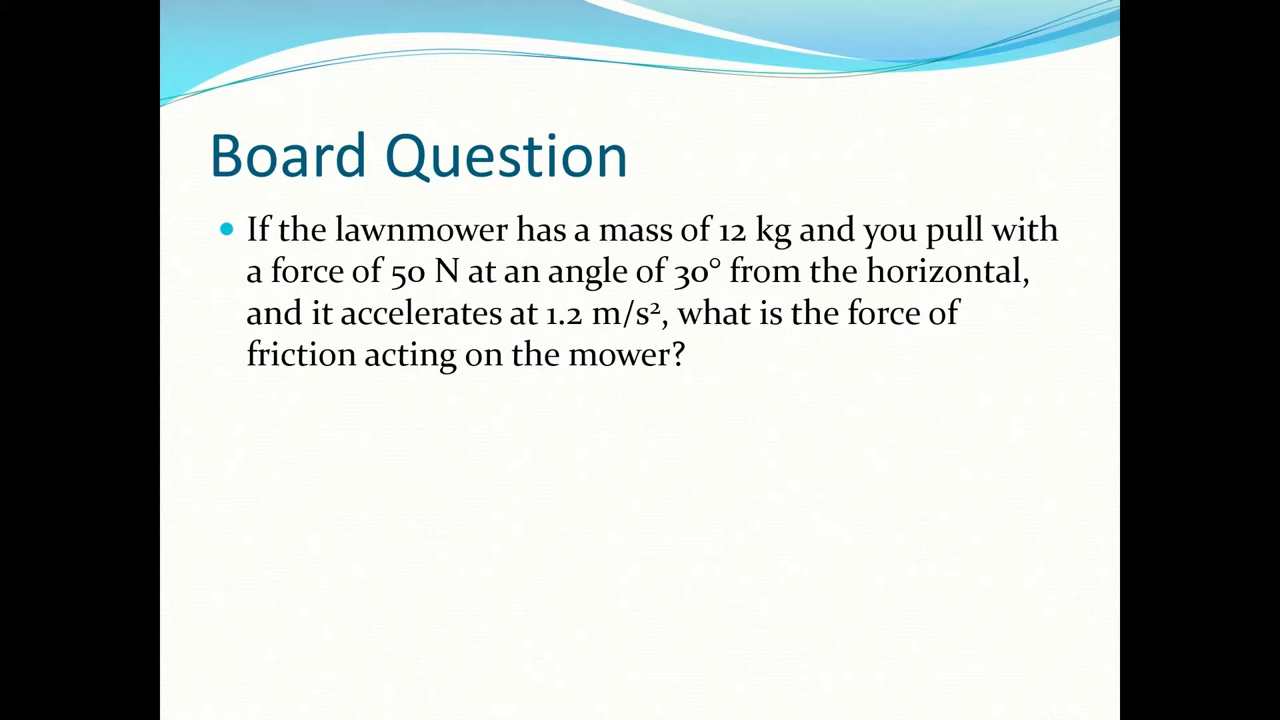 Board Question
• If the lawnmower has a mass of 12 kg and you pull with
a force of 50 N at an angle of 30° from the horizontal,
and it accelerates at 1.2 m/s², what is the force of
friction acting on the mower?